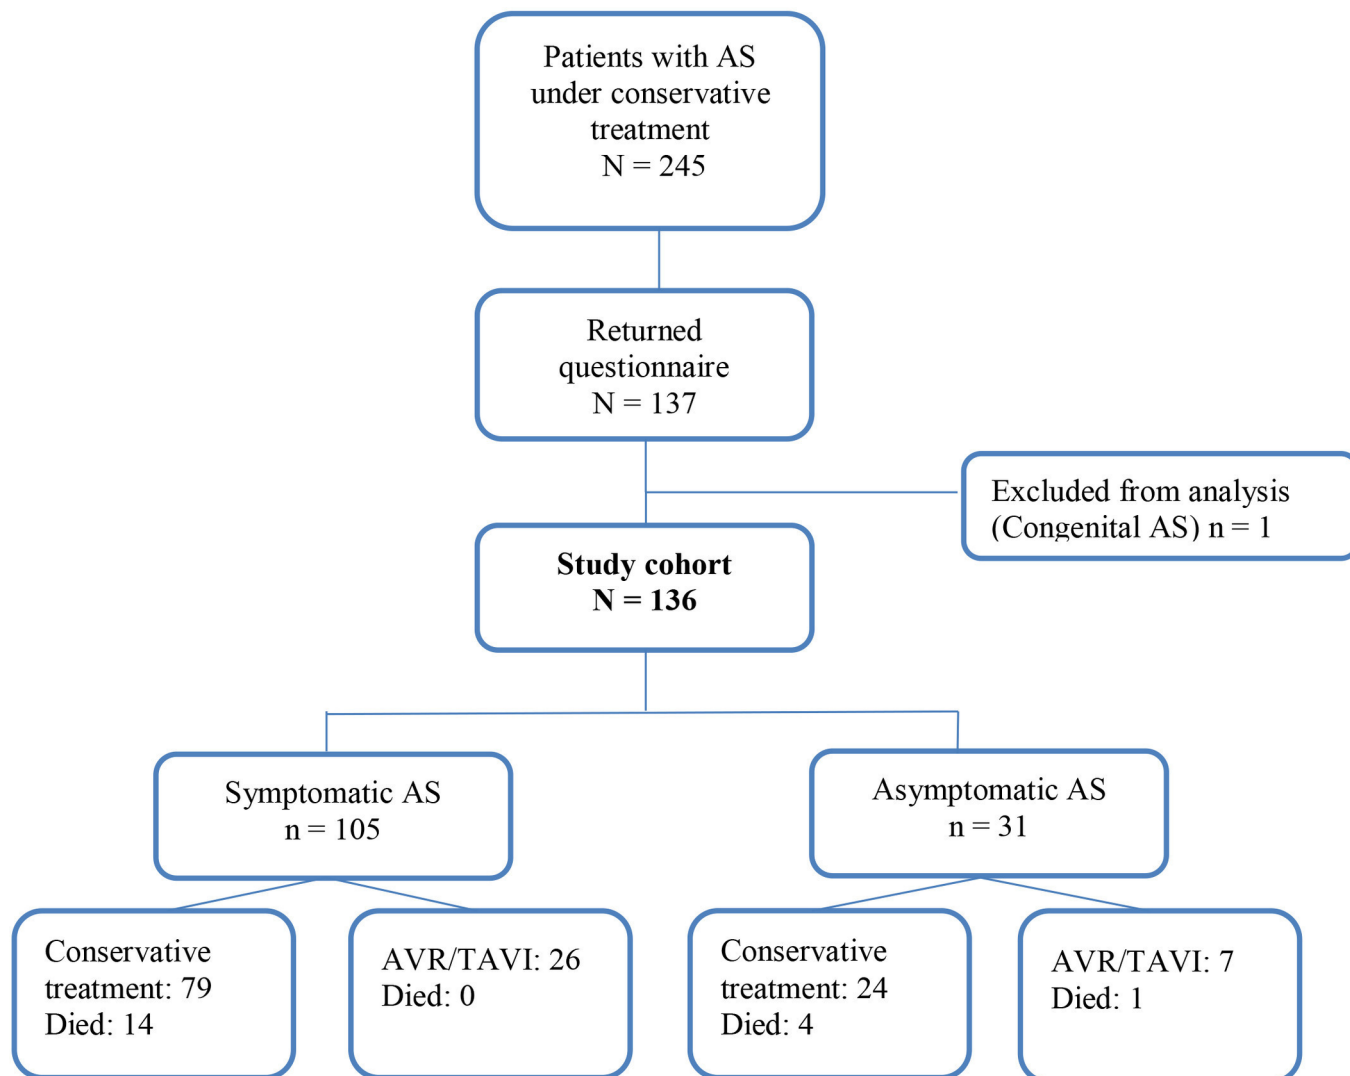 Patients with AS
under conservative
treatment
N = 245
Returned
questionnaire
N = 137
Excluded from analysis
(Congenital AS) n = 1
Study cohort
N = 136
Symptomatic AS
n = 105
Asymptomatic AS
n = 31
Conservative
treatment: 79
Died: 14
AVR/TAVI: 26
Died: 0
Conservative
treatment: 24
Died: 4
AVR/TAVI: 7
Died: 1